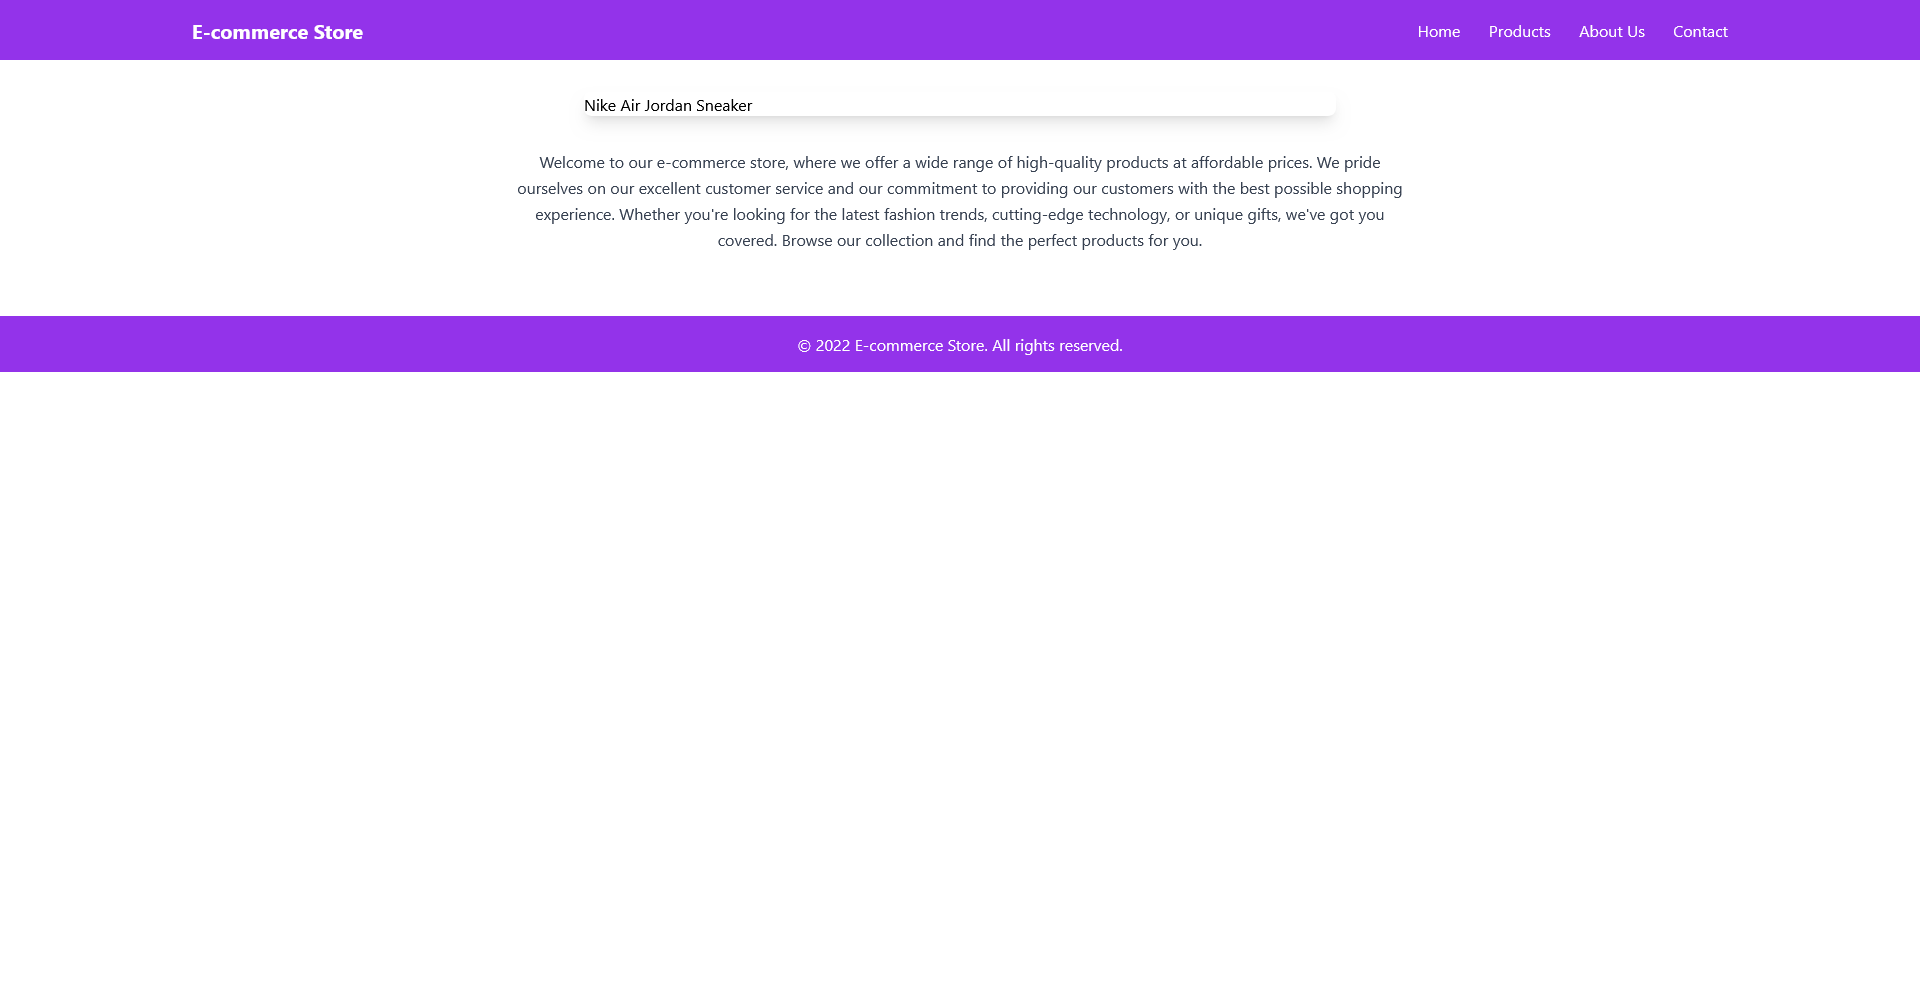 E-commerce Store
Home Products About Us Contact
Nike Air Jordan Sneaker
Welcome to our e-commerce store, where we offer a wide range of high-quality products at affordable prices. We pride
ourselves on our excellent customer service and our commitment to providing our customers with the best possible shopping
experience. Whether you're looking for the latest fashion trends, cutting-edge technology, or unique gifts, we've got you
covered. Browse our collection and find the perfect products for you.
© 2022 E-commerce Store. All rights reserved.